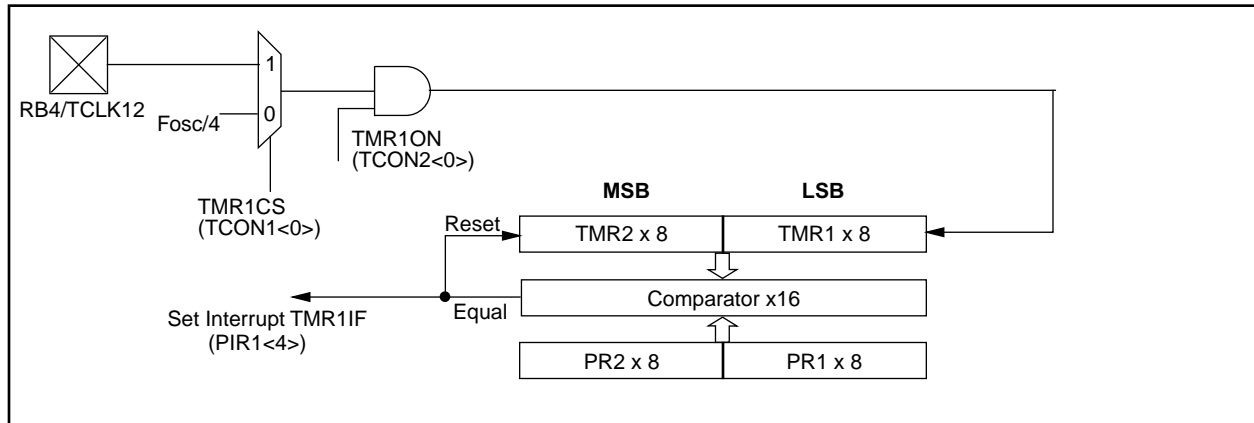 1
RB4/TCLK12
Fosc/4
0
TMR1ON
(TCON2<0>)
TMR1CS
(TCON1<0>)
MSB
LSB
Reset
TMR2 x 8
TMR1 x 8
Comparator x16
Equal
Set Interrupt TMR1IF
(PIR1<4>)
PR2 x 8
PR1 x 8